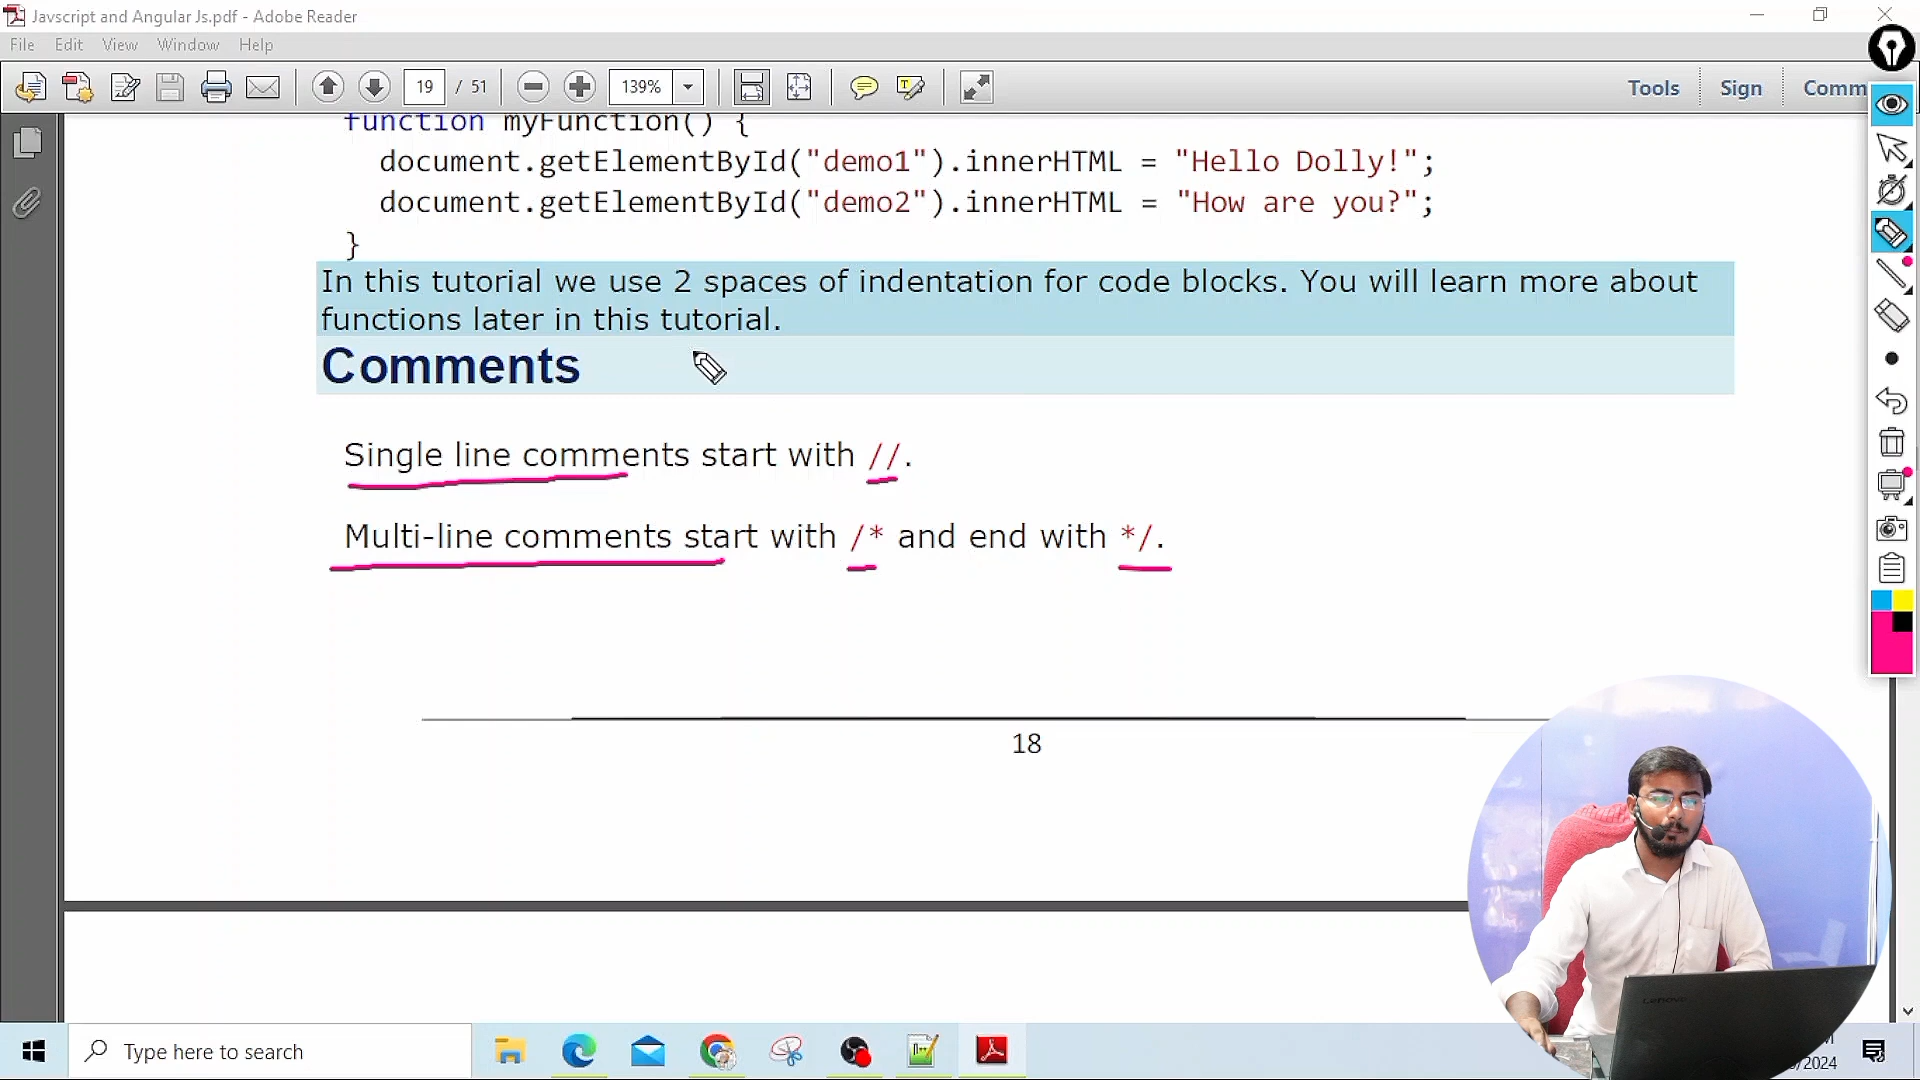 Javscript and Angular Js.pdf - Adobe Reader
File Edit View Window Help
19 / 51 139% Tools Sign Comm
function myFunction() {
document.getElementById("demo1").innerHTML = "Hello Dolly!";
document.getElementById("demo2").innerHTML = "How are you?";
}
In this tutorial we use 2 spaces of indentation for code blocks. You will learn more about
functions later in this tutorial.
Comments
Single line comments start with //.
Multi-line comments start with /* and end with */.
18
Lenovo
Type here to search
/2024